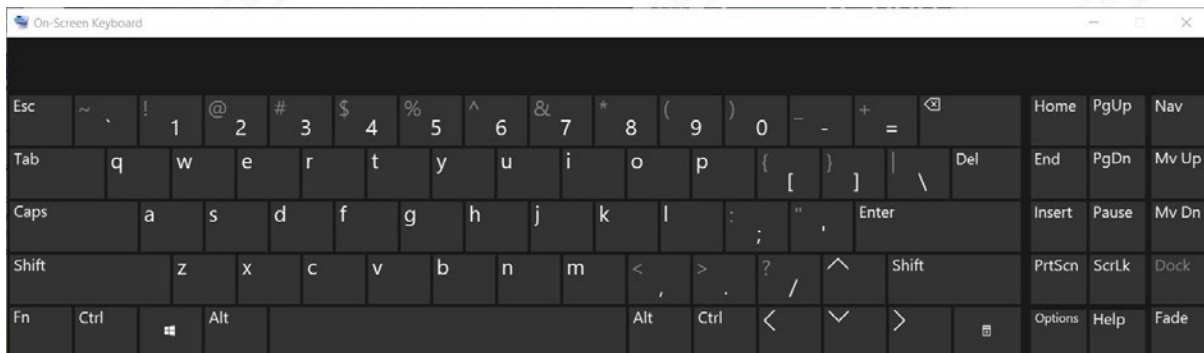 On-Screen Keyboard
Esc ~ ` ! 1 @ 2 # 3 $ 4 % 5 ^ 6 & 7 * 8 ( 9 ) 0 _ - + = Home PgUp Nav
Tab q w e r t y u i o p { [ } ] | \ Del End PgDn Mv Up
Caps a s d f g h j k l : ; " ' Enter Insert Pause Mv Dn
Shift z x c v b n m < , > . ? / Shift PrtScn ScrLk Dock
Fn Ctrl Alt Alt Ctrl Options Help Fade